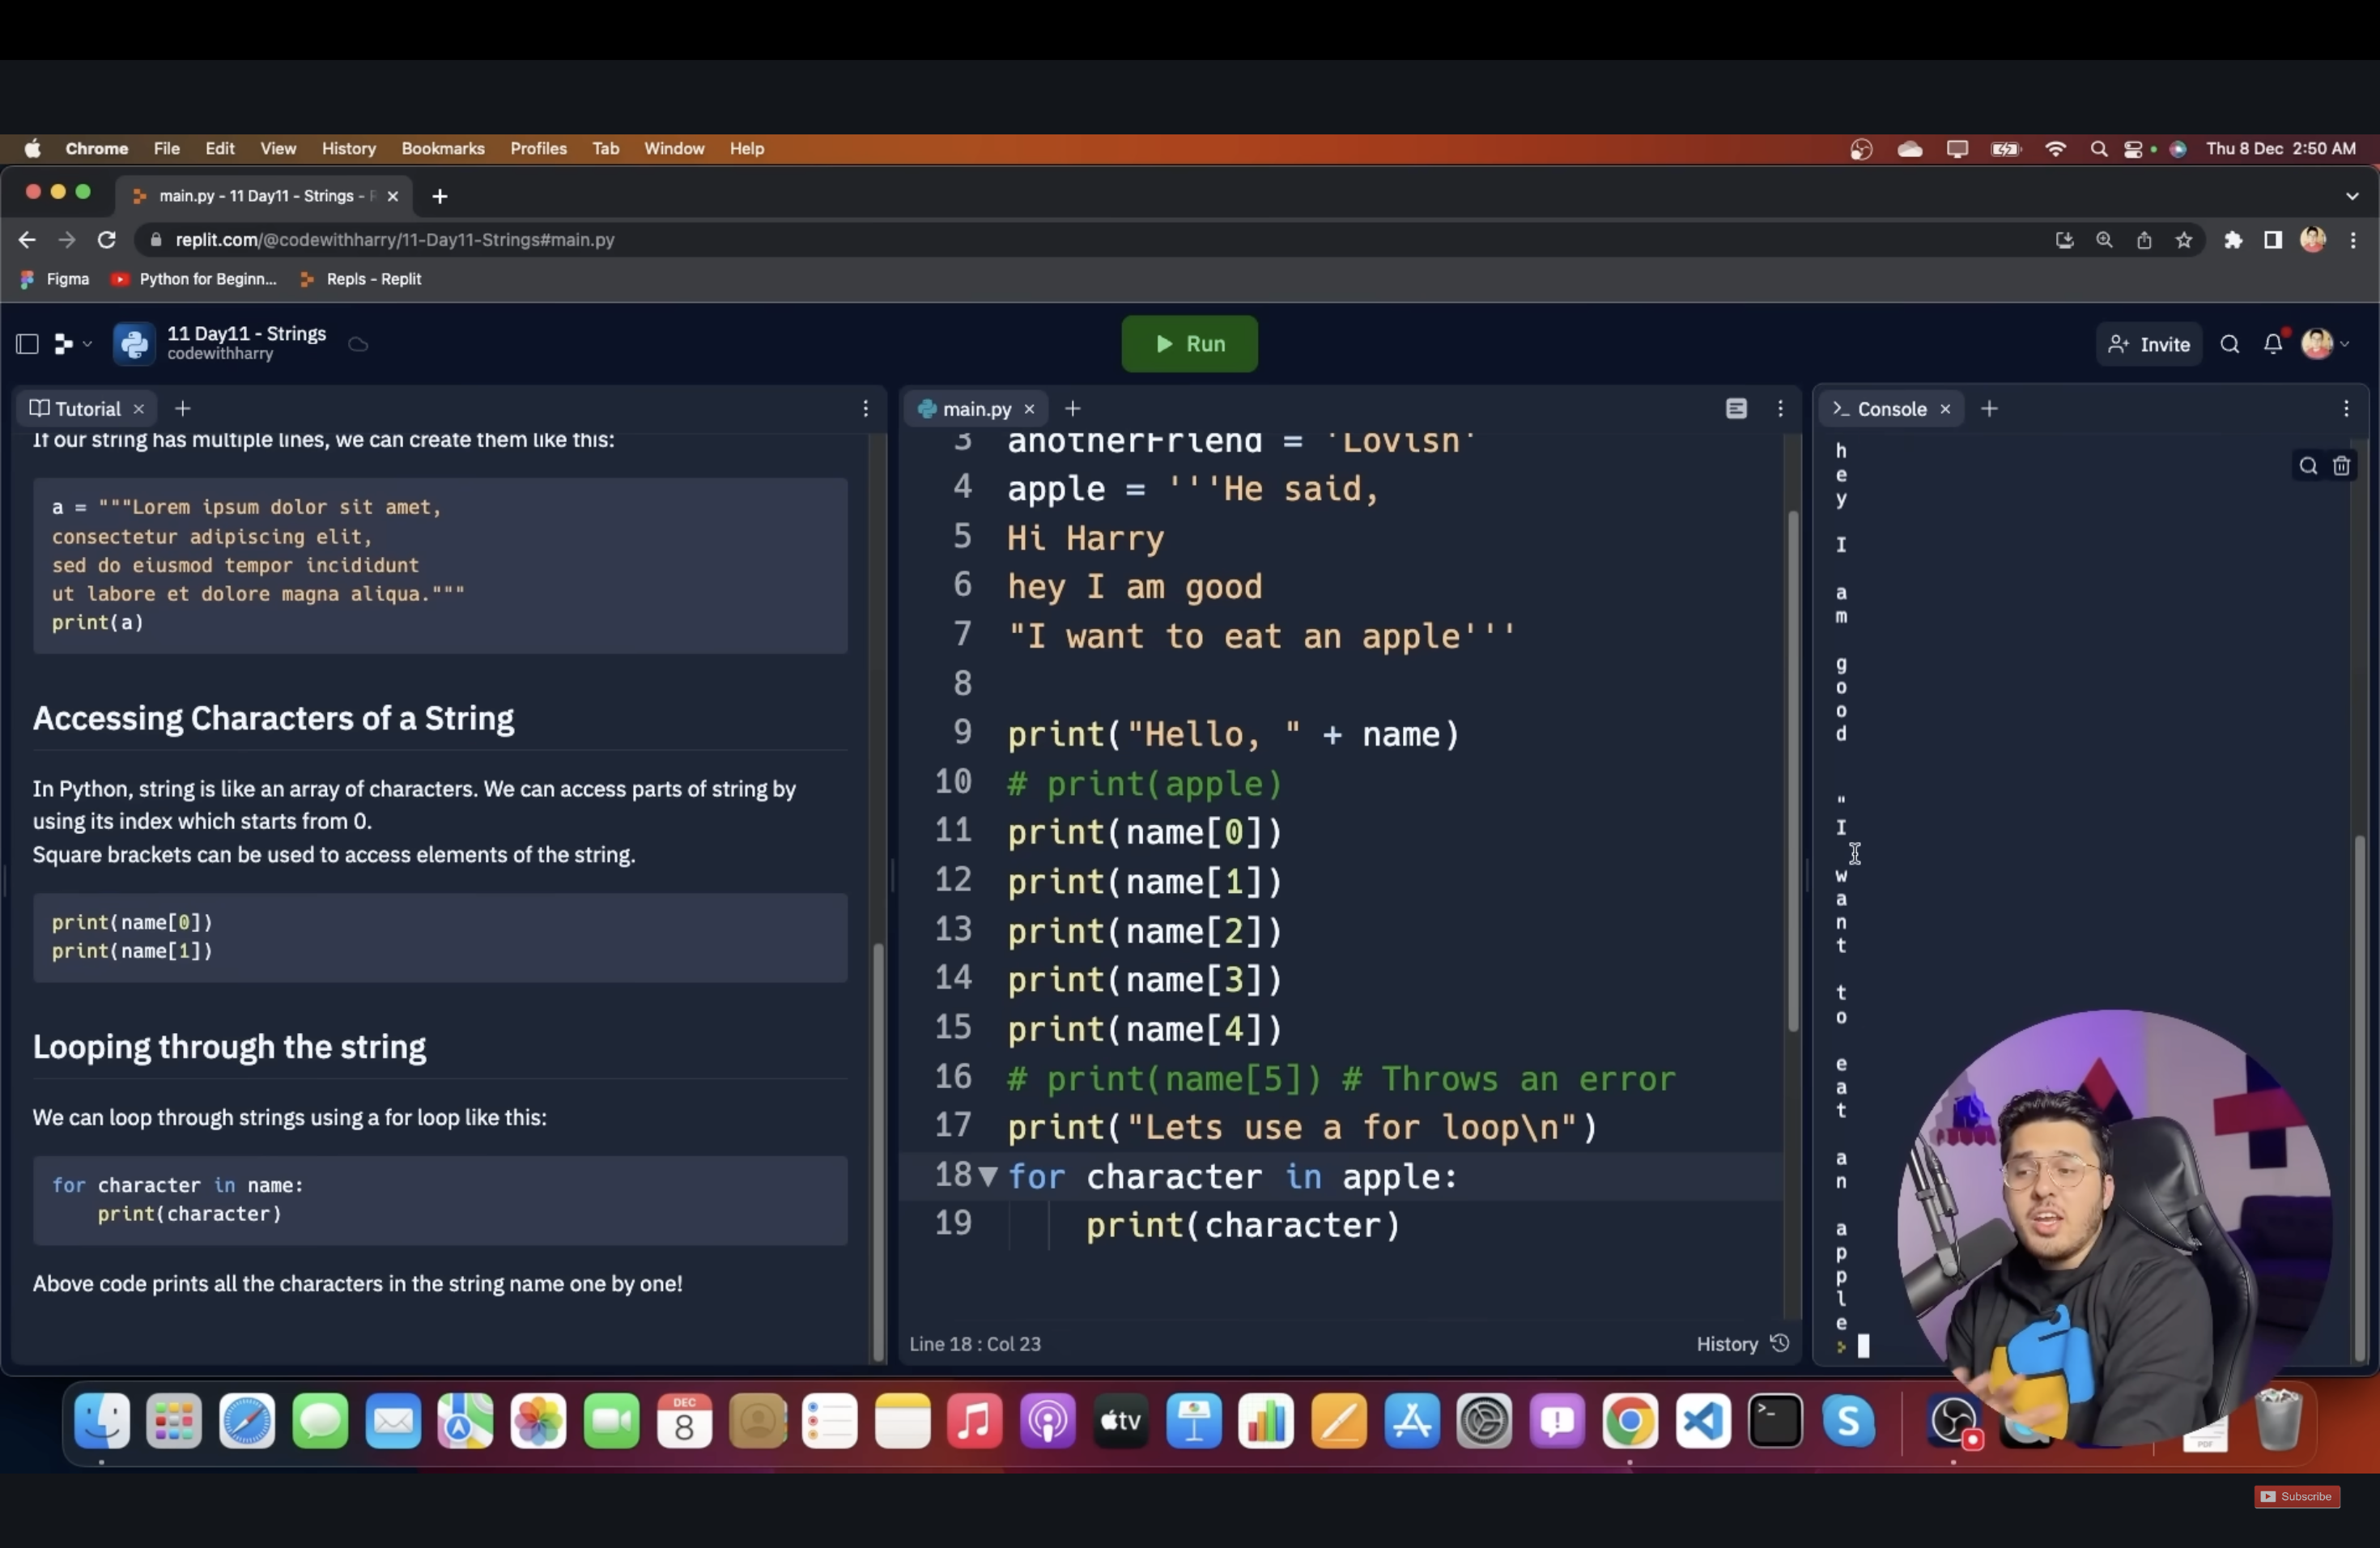 Chrome File Edit View History Bookmarks Profiles Tab Window Help Thu 8 Dec 2:50 AM
main.py - 11 Day11 - Strings -
replit.com/@codewithharry/11-Day11-Strings#main.py
Figma Python for Beginn... Repls - Replit
11 Day11 - Strings
codewithharry
Run
Invite
Tutorial
If our string has multiple lines, we can create them like this:
a = """Lorem ipsum dolor sit amet,
consectetur adipiscing elit,
sed do eiusmod tempor incididunt
ut labore et dolore magna aliqua."""
print(a)
Accessing Characters of a String
In Python, string is like an array of characters. We can access parts of string by
using its index which starts from 0.
Square brackets can be used to access elements of the string.
print(name[0])
print(name[1])
Looping through the string
We can loop through strings using a for loop like this:
for character in name:
print(character)
Above code prints all the characters in the string name one by one!
main.py
3 anotherFriend = 'Lovish'
4 apple = '''He said,
5 Hi Harry
6 hey I am good
7 "I want to eat an apple'''
8
9 print("Hello, " + name)
10 # print(apple)
11 print(name[0])
12 print(name[1])
13 print(name[2])
14 print(name[3])
15 print(name[4])
16 # print(name[5]) # Throws an error
17 print("Lets use a for loop\n")
18 for character in apple:
19 print(character)
Line 18 : Col 23
History
>_ Console
h
e
y
I
a
m
g
o
o
d
"
I
w
a
n
t
t
o
e
a
t
a
n
a
p
p
l
e
DEC
8
tv
PDF
Subscribe